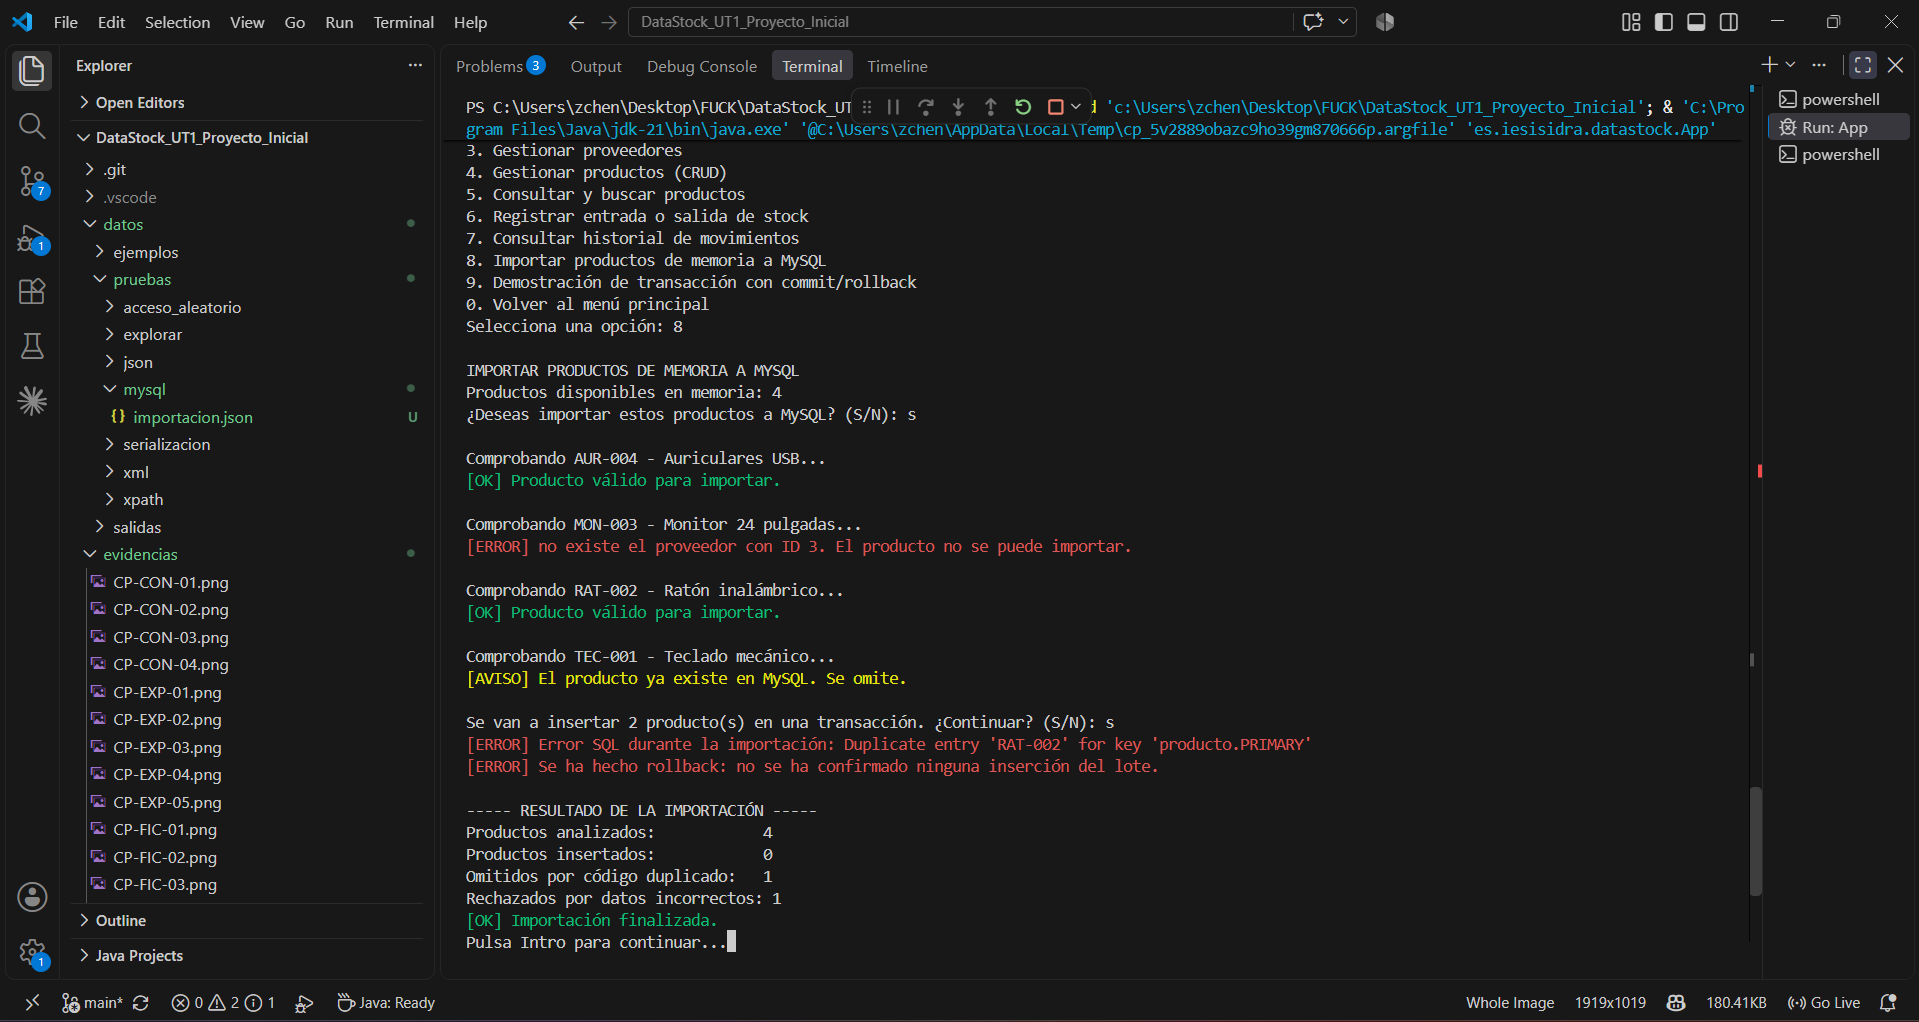 File Edit Selection View Go Run Terminal Help
DataStock_UT1_Proyecto_Inicial
Explorer
Open Editors
DataStock_UT1_Proyecto_Inicial
.git
.vscode
datos
ejemplos
pruebas
acceso_aleatorio
explorar
json
mysql
{} importacion.json U
serializacion
xml
xpath
salidas
evidencias
CP-CON-01.png
CP-CON-02.png
CP-CON-03.png
CP-CON-04.png
CP-EXP-01.png
CP-EXP-02.png
CP-EXP-03.png
CP-EXP-04.png
CP-EXP-05.png
CP-FIC-01.png
CP-FIC-02.png
CP-FIC-03.png
Outline
Java Projects
7
1
1
Problems 3 Output Debug Console Terminal Timeline
PS C:\Users\zchen\Desktop\FUCK\DataStock_UT d 'c:\Users\zchen\Desktop\FUCK\DataStock_UT1_Proyecto_Inicial'; & 'C:\Pro
gram Files\Java\jdk-21\bin\java.exe' '@C:\Users\zchen\AppData\Local\Temp\cp_5v2889obazc9ho39gm870666p.argfile' 'es.iesisidra.datastock.App'
3. Gestionar proveedores
4. Gestionar productos (CRUD)
5. Consultar y buscar productos
6. Registrar entrada o salida de stock
7. Consultar historial de movimientos
8. Importar productos de memoria a MySQL
9. Demostración de transacción con commit/rollback
0. Volver al menú principal
Selecciona una opción: 8
IMPORTAR PRODUCTOS DE MEMORIA A MYSQL
Productos disponibles en memoria: 4
¿Deseas importar estos productos a MySQL? (S/N): s
Comprobando AUR-004 - Auriculares USB...
[OK] Producto válido para importar.
Comprobando MON-003 - Monitor 24 pulgadas...
[ERROR] no existe el proveedor con ID 3. El producto no se puede importar.
Comprobando RAT-002 - Ratón inalámbrico...
[OK] Producto válido para importar.
Comprobando TEC-001 - Teclado mecánico...
[AVISO] El producto ya existe en MySQL. Se omite.
Se van a insertar 2 producto(s) en una transacción. ¿Continuar? (S/N): s
[ERROR] Error SQL durante la importación: Duplicate entry 'RAT-002' for key 'producto.PRIMARY'
[ERROR] Se ha hecho rollback: no se ha confirmado ninguna inserción del lote.
----- RESULTADO DE LA IMPORTACIÓN -----
Productos analizados: 4
Productos insertados: 0
Omitidos por código duplicado: 1
Rechazados por datos incorrectos: 1
[OK] Importación finalizada.
Pulsa Intro para continuar...
powershell
Run: App
powershell
main* 0 2 1 Java: Ready Whole Image 1919x1019 180.41KB Go Live